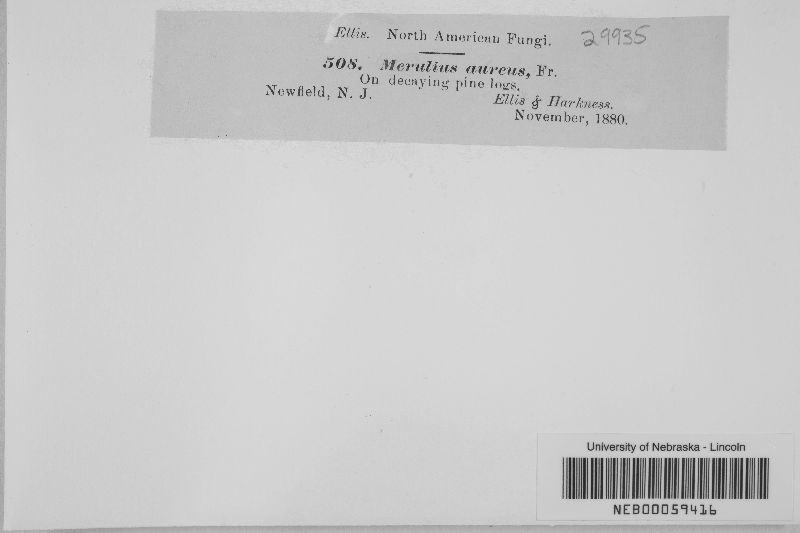 Ellis. North American Fungi. 29935
508. Merulius aureus, Fr.
On decaying pine logs.
Newfield, N. J.
Ellis & Harkness.
November, 1880.
University of Nebraska - Lincoln
NEB00059416